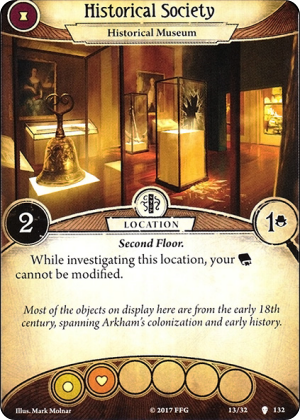 Historical Society
Historical Museum
2
LOCATION
1
Second Floor.
While investigating this location, your
cannot be modified.
Most of the objects on display here are from the early 18th
century, spanning Arkham's colonization and early history.
Illus. Mark Molnar
© 2017 FFG
13/32
132